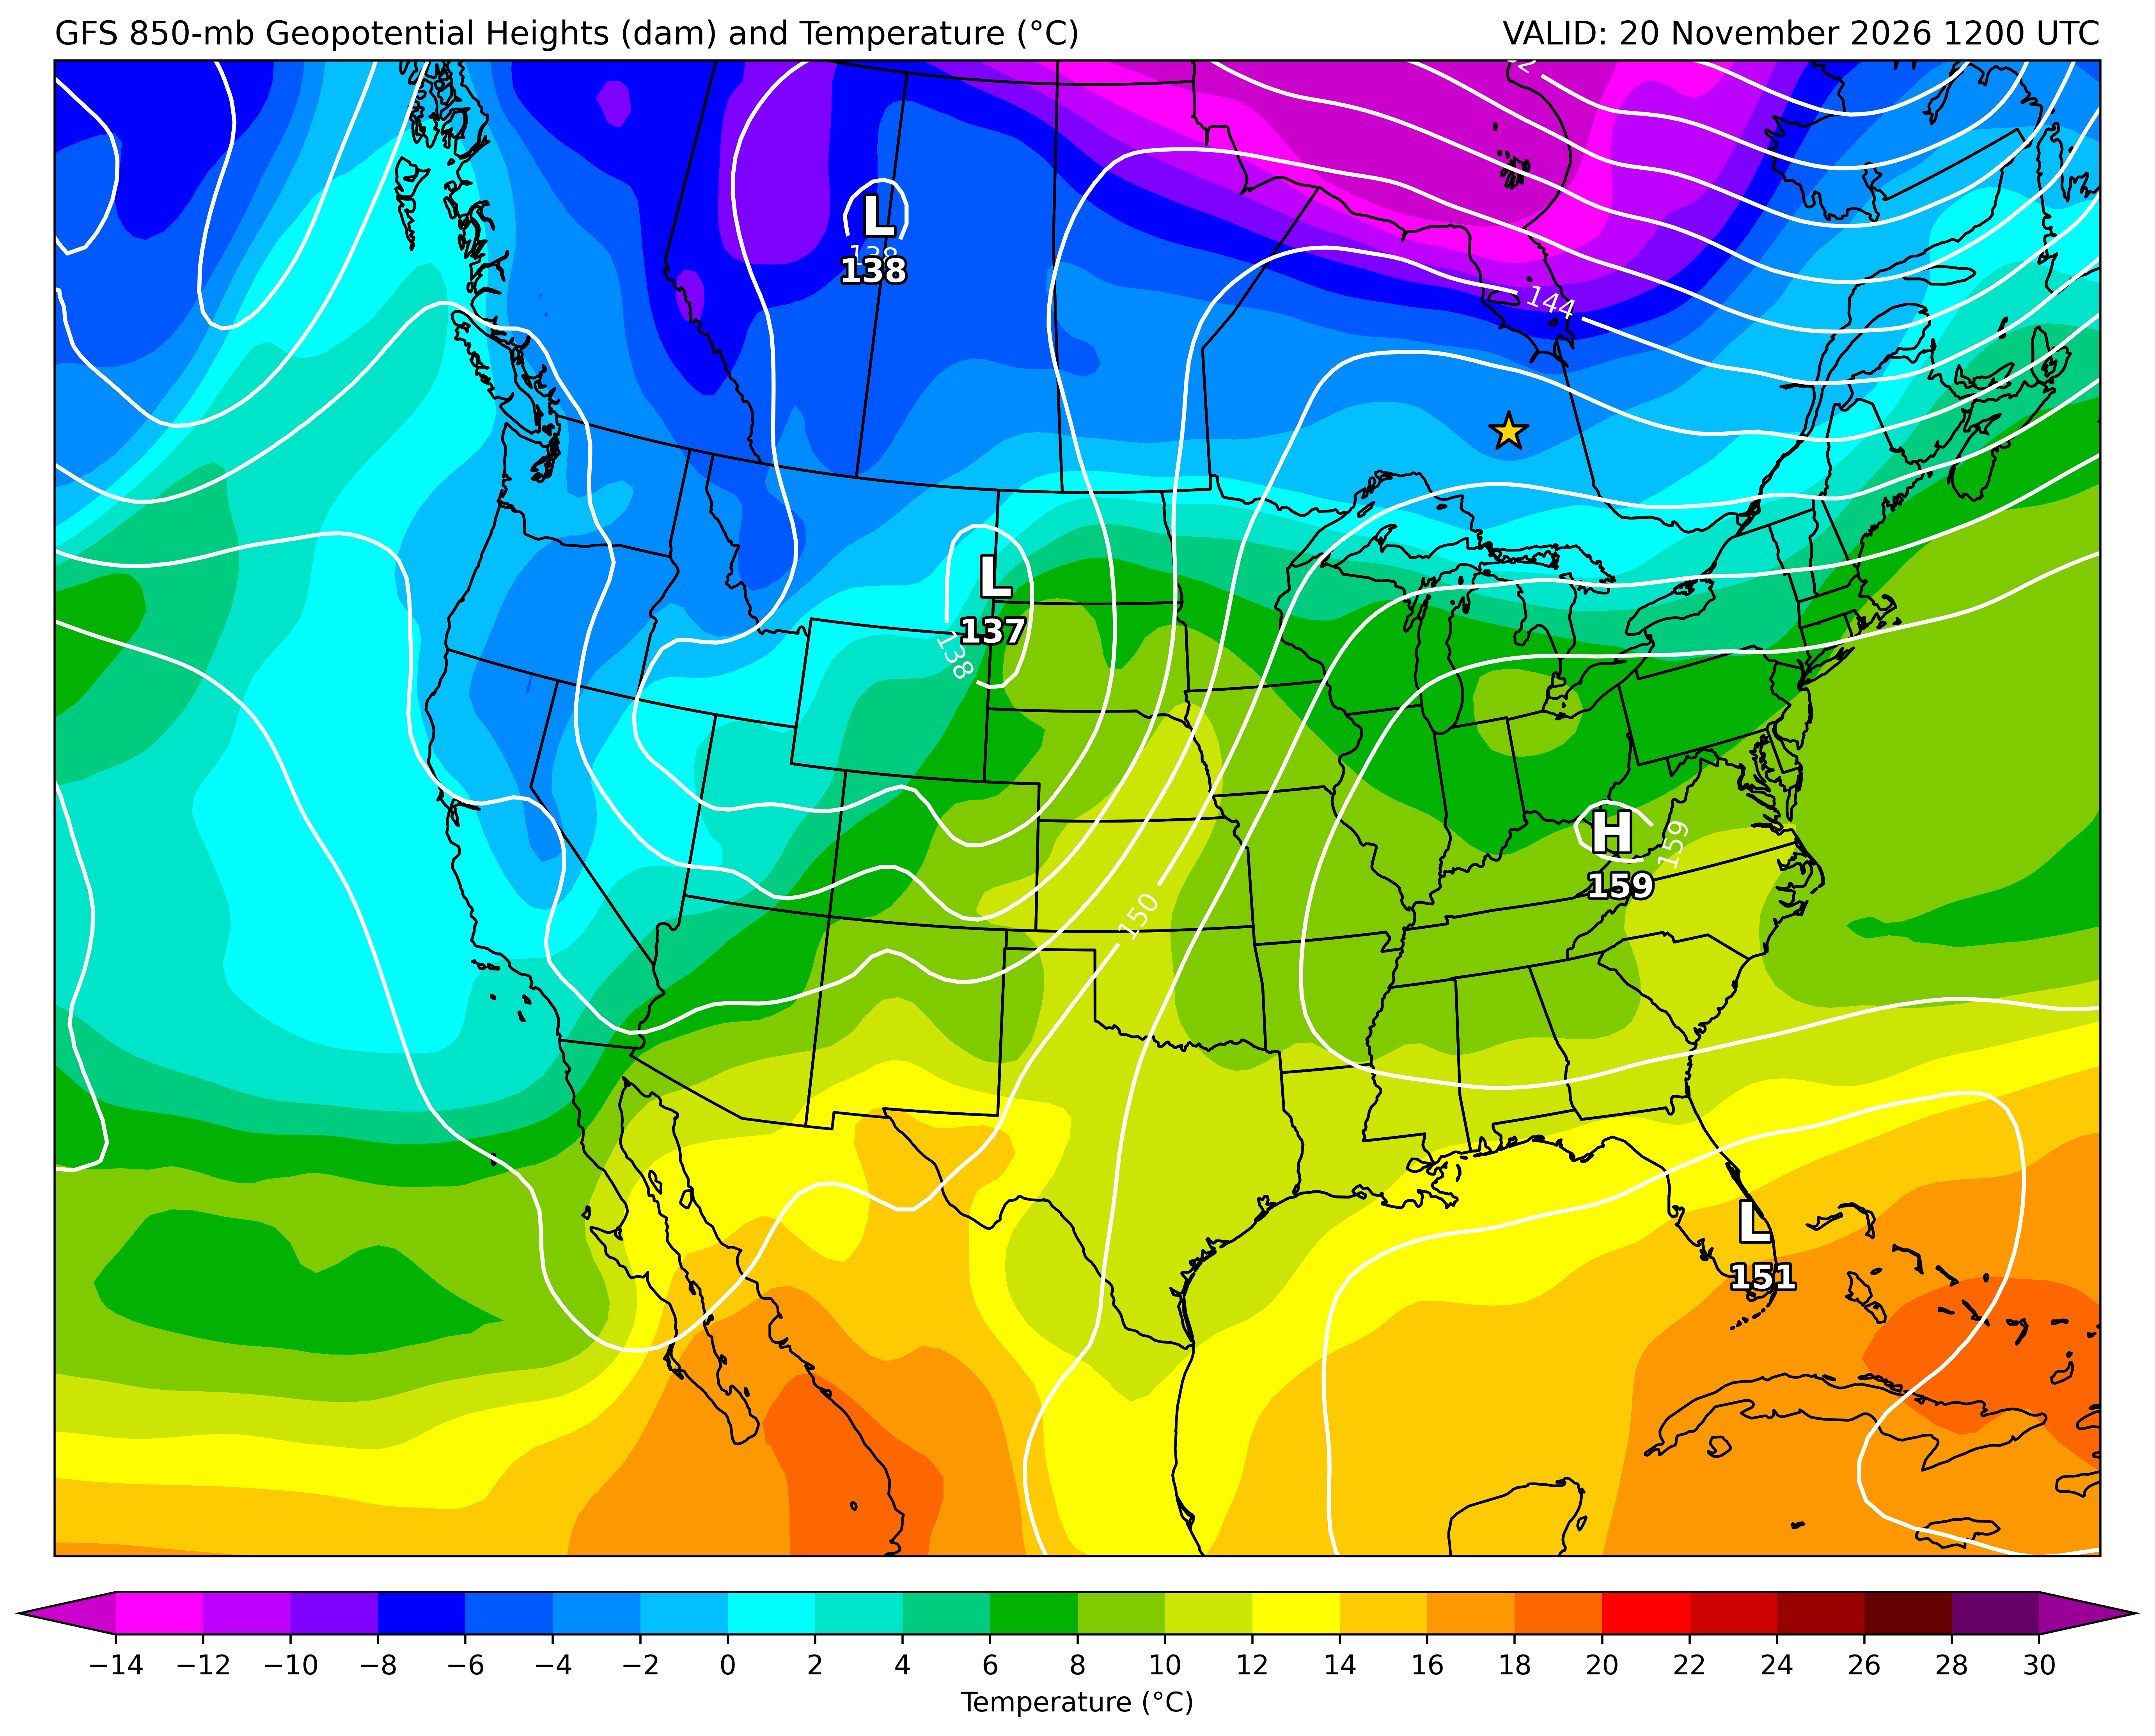 GFS 850-mb Geopotential Heights (dam) and Temperature (°C)
VALID: 20 November 2026 1200 UTC
L
138
138
144
L
137
138
H
159
159
150
L
151
−14 −12 −10 −8 −6 −4 −2 0 2 4 6 8 10 12 14 16 18 20 22 24 26 28 30
Temperature (°C)